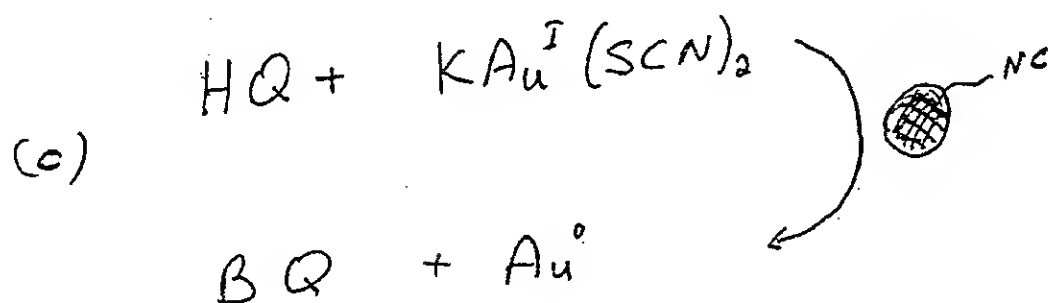 HQ + KAu^I(SCN)₂
NC
(c)
BQ + Au°